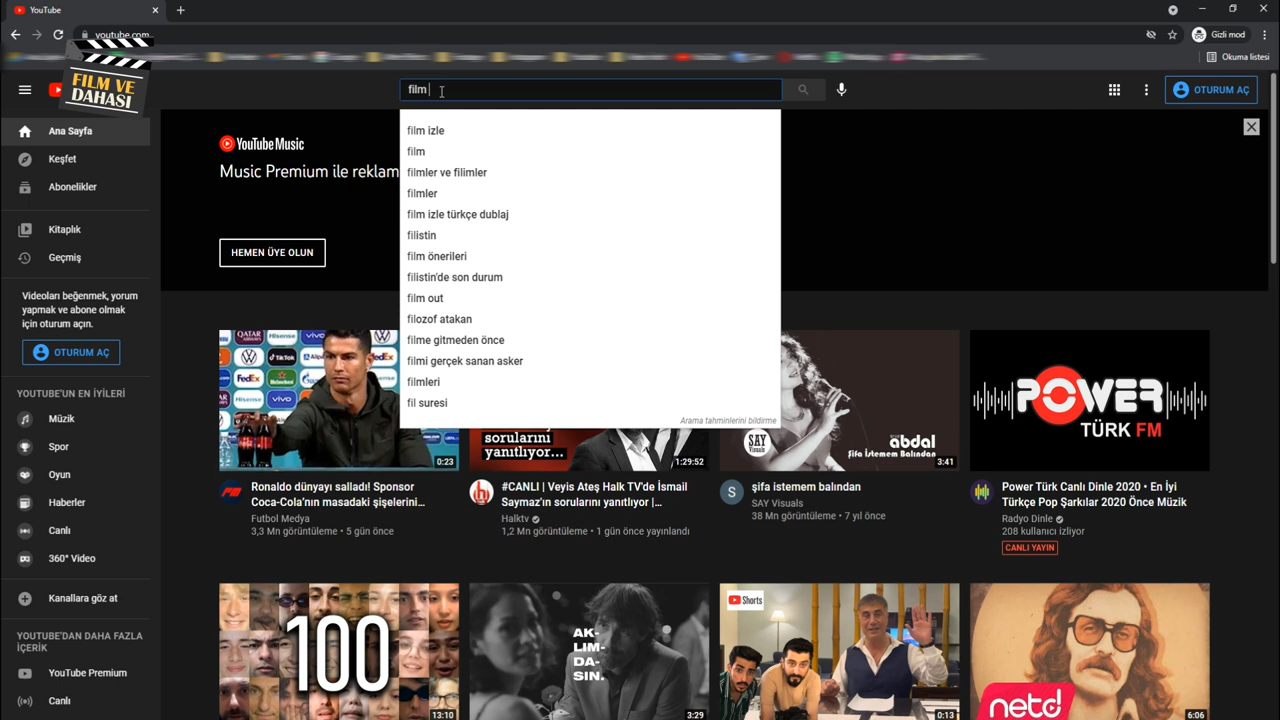 YouTube
youtube.com
Gizli mod
Okuma listesi
FILM VE
DAHASI
film
OTURUM AÇ
film izle
film
filmler ve filimler
filmler
film izle türkçe dublaj
filistin
film önerileri
filistin'de son durum
film out
filozof atakan
filme gitmeden önce
filmi gerçek sanan asker
filmleri
fil suresi
Arama tahminlerini bildirme
Ana Sayfa
Keşfet
Abonelikler
Kitaplık
Geçmiş
Videoları beğenmek, yorum
yapmak ve abone olmak
için oturum açın.
OTURUM AÇ
YOUTUBE'UN EN İYİLERİ
Müzik
Spor
Oyun
Haberler
Canlı
360° Video
Kanallara göz at
YOUTUBE'DAN DAHA FAZLA
İÇERİK
YouTube Premium
Canlı
YouTube Music
Music Premium ile reklam
HEMEN ÜYE OLUN
QATAR
Hisense
TikTok
FedEx
Heineken
0:23
Ronaldo dünyayı salladı! Sponsor
Coca-Cola'nın masadaki şişelerini...
Futbol Medya
3,3 Mn görüntüleme • 5 gün önce
sorularını
yanıtlıyor...
1:29:52
#CANLI | Veyis Ateş Halk TV'de İsmail
Saymaz'ın sorularını yanıtlıyor |...
Halktv
1,2 Mn görüntüleme • 1 gün önce yayınlandı
SAY
Visuals
abdal
Şifa İstemem Balından
3:41
şifa istemem balından
SAY Visuals
38 Mn görüntüleme • 7 yıl önce
POWER
TÜRK FM
Power Türk Canlı Dinle 2020 • En İyi
Türkçe Pop Şarkılar 2020 Önce Müzik
Radyo Dinle
208 kullanıcı izliyor
CANLI YAYIN
100
13:10
AK-
LIM-
DA-
SIN.
3:29
Shorts
0:13
netd
6:06